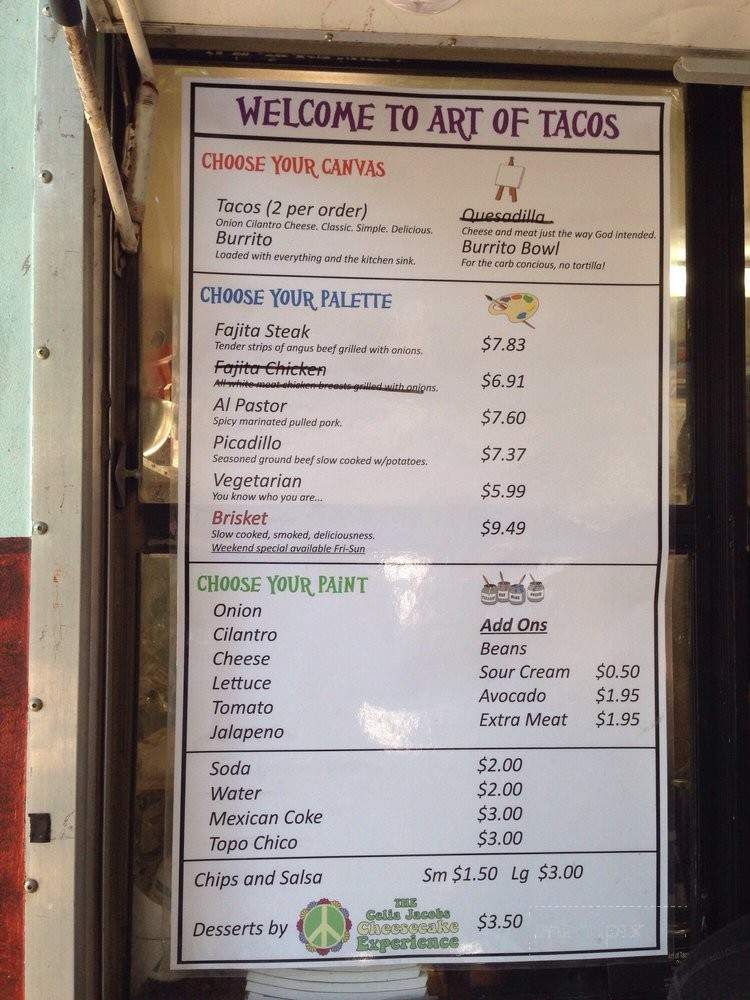 WELCOME TO ART OF TACOS
CHOOSE YOUR CANVAS
Tacos (2 per order)
Onion Cilantro Cheese. Classic. Simple. Delicious.
Burrito
Loaded with everything and the kitchen sink.
Quesadilla
Cheese and meat just the way God intended.
Burrito Bowl
For the carb concious, no tortilla!
CHOOSE YOUR PALETTE
Fajita Steak $7.83
Tender strips of angus beef grilled with onions.
Fajita Chicken $6.91
All white meat chicken breasts grilled with onions.
Al Pastor $7.60
Spicy marinated pulled pork.
Picadillo $7.37
Seasoned ground beef slow cooked w/potatoes.
Vegetarian $5.99
You know who you are...
Brisket $9.49
Slow cooked, smoked, deliciousness.
Weekend special available Fri-Sun
CHOOSE YOUR PAINT
Onion
Cilantro
Cheese
Lettuce
Tomato
Jalapeno
Add Ons
Beans
Sour Cream $0.50
Avocado $1.95
Extra Meat $1.95
Soda $2.00
Water $2.00
Mexican Coke $3.00
Topo Chico $3.00
Chips and Salsa Sm $1.50 Lg $3.00
Desserts by THE Celia Jacobs Cheesecake Experience $3.50